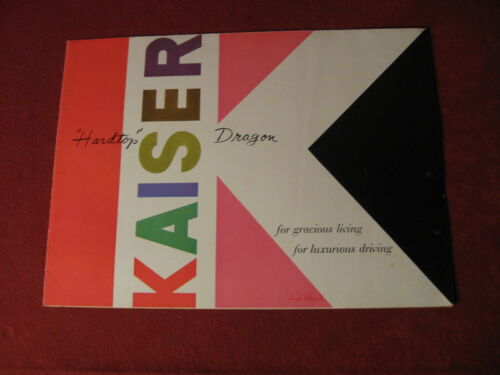 KAISER
"Hardtop" Dragon
for gracious living
for luxurious driving